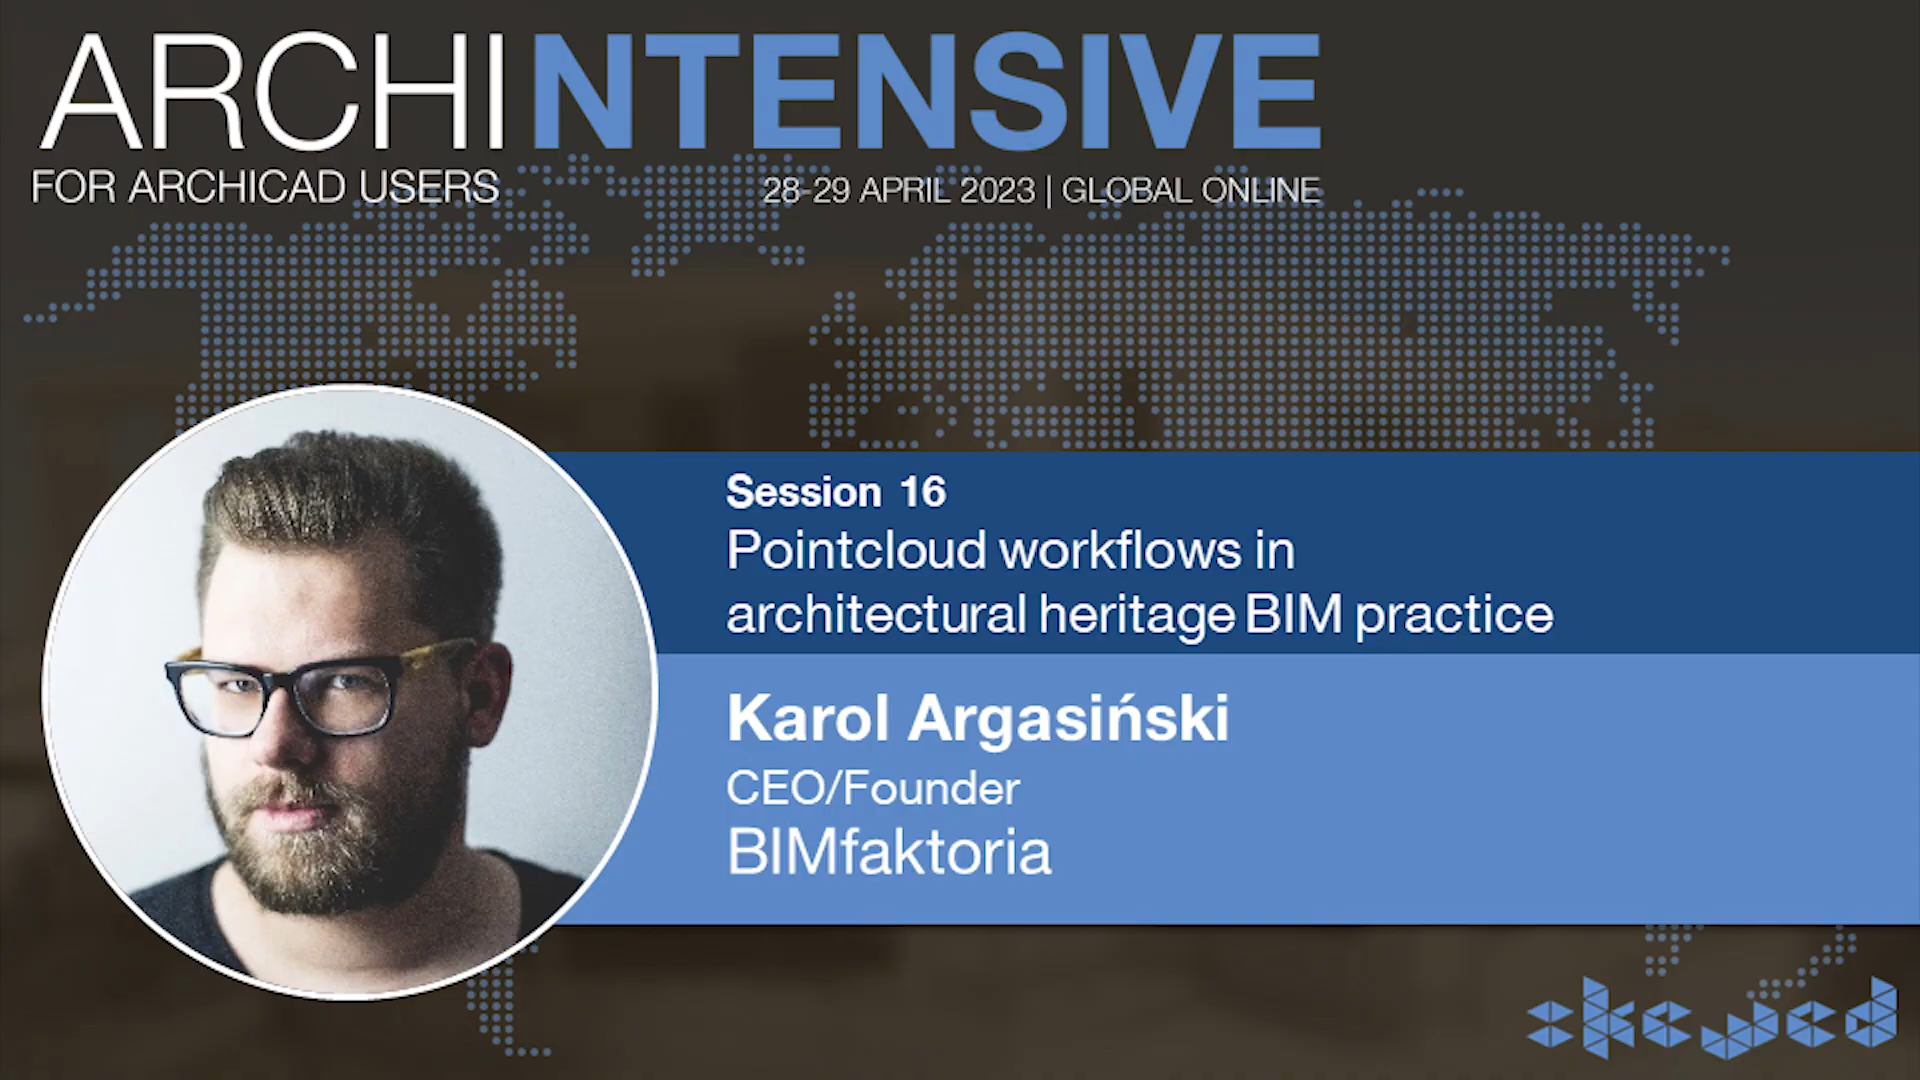 ARCHINTENSIVE
FOR ARCHICAD USERS
28-29 APRIL 2023 | GLOBAL ONLINE
Session 16
Pointcloud workflows in
architectural heritage BIM practice
Karol Argasiński
CEO/Founder
BIMfaktoria
skewed